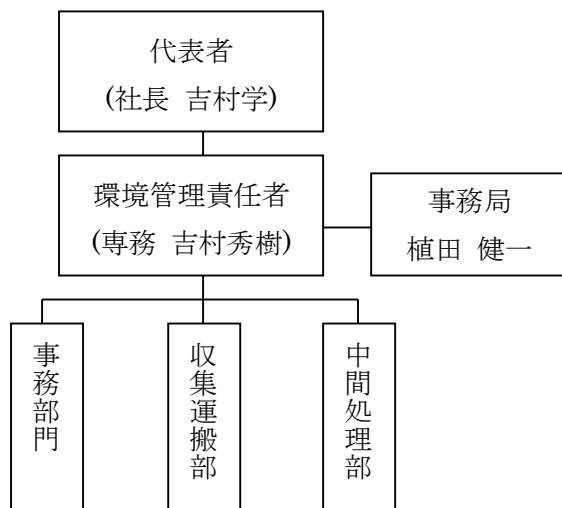 代表者
(社長 吉村学)
環境管理責任者
(専務 吉村秀樹)
事務局
植田 健一
事務部門
収集運搬部
中間処理部